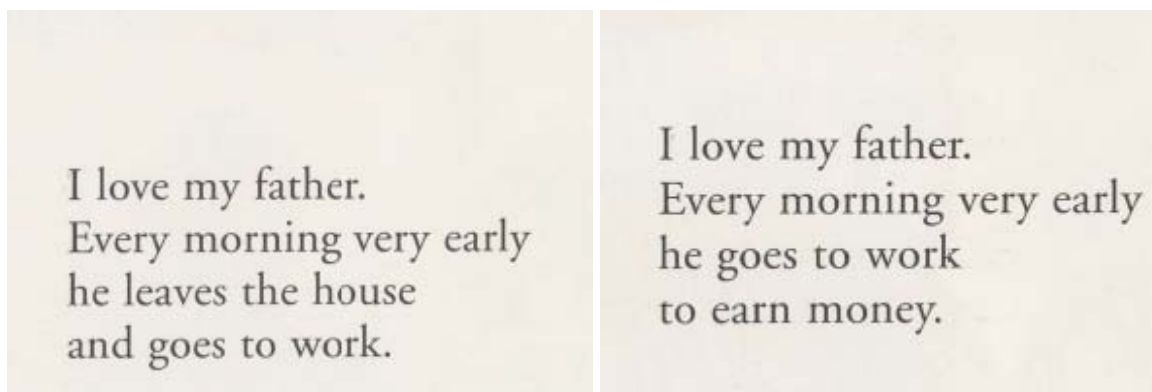 I love my father.
Every morning very early
he leaves the house
and goes to work.
I love my father.
Every morning very early
he goes to work
to earn money.